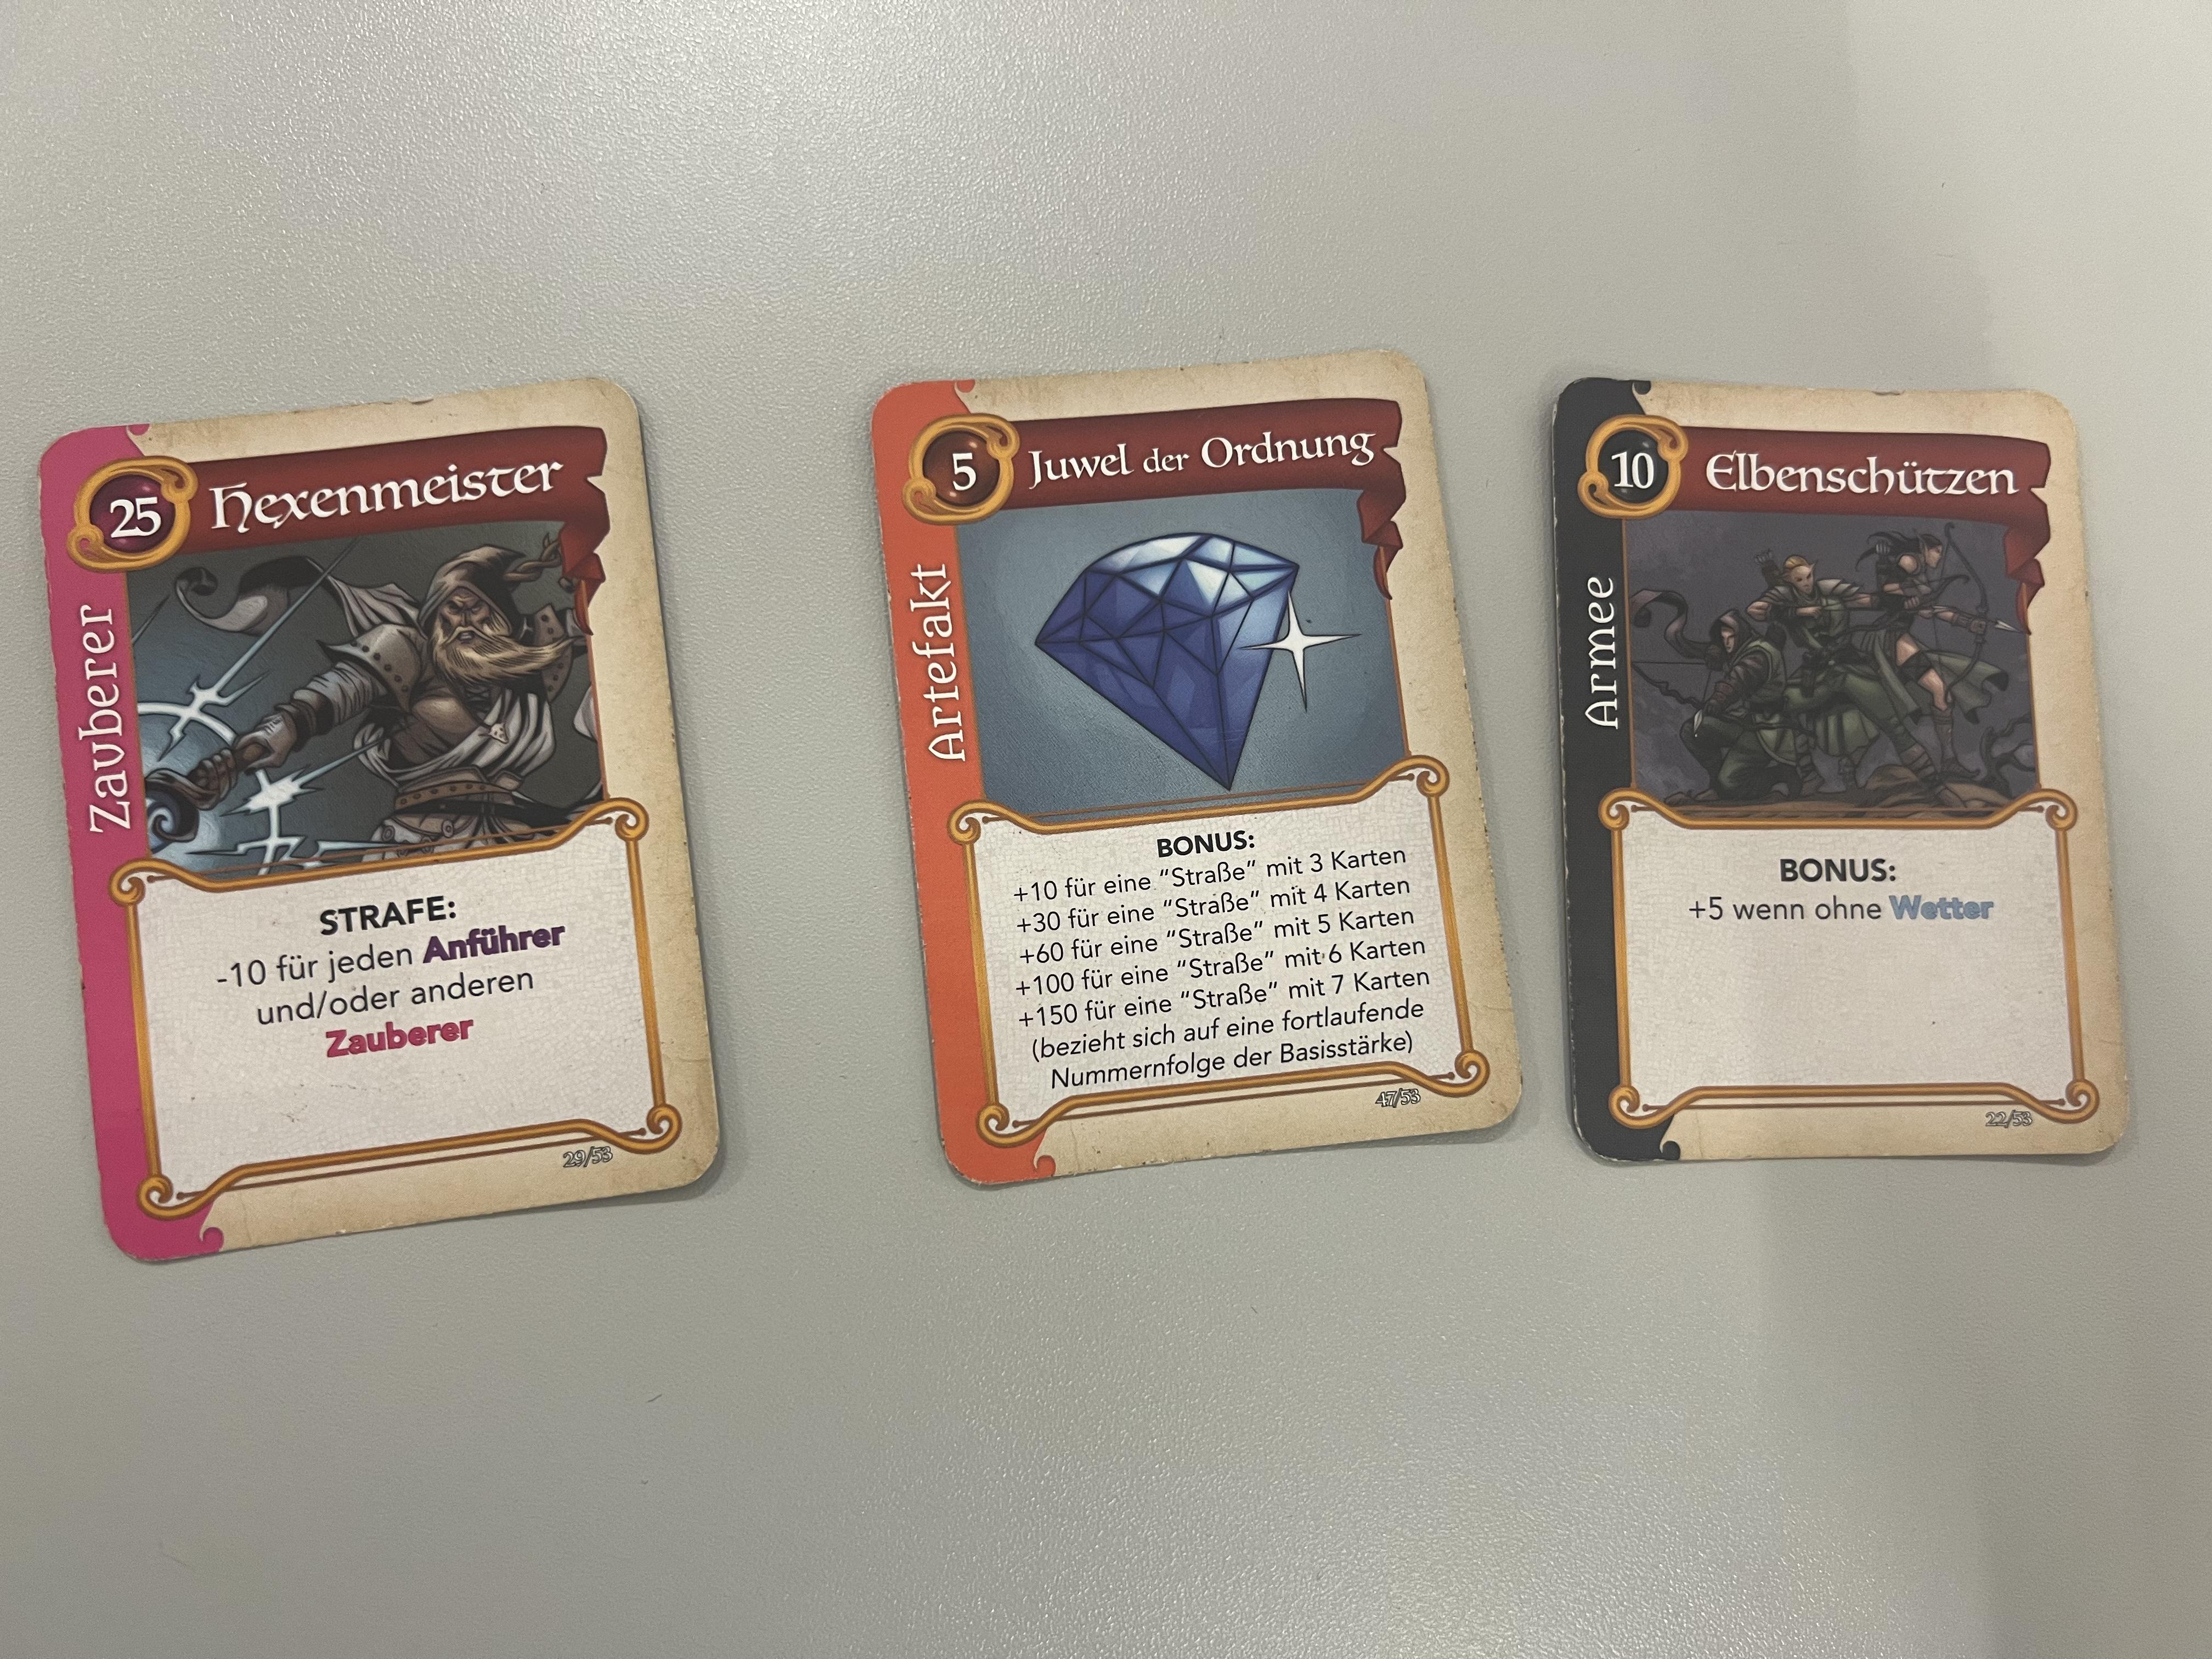 Zauberer
25
Hexenmeister
STRAFE:
-10 für jeden Anführer
und/oder anderen
Zauberer
29/53
Artefakt
5
Juwel der Ordnung
BONUS:
+10 für eine "Straße" mit 3 Karten
+30 für eine "Straße" mit 4 Karten
+60 für eine "Straße" mit 5 Karten
+100 für eine "Straße" mit 6 Karten
+150 für eine "Straße" mit 7 Karten
(bezieht sich auf eine fortlaufende
Nummernfolge der Basisstärke)
47/53
Armee
10
Elbenschützen
BONUS:
+5 wenn ohne Wetter
22/53